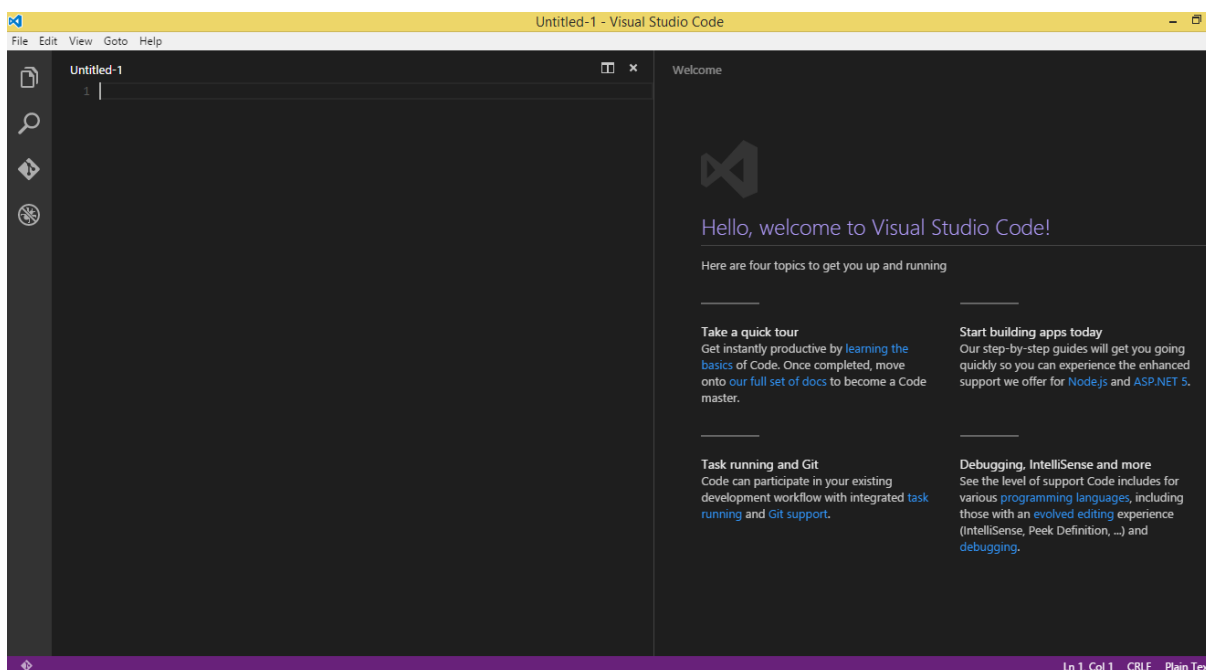 Untitled-1 - Visual Studio Code
File Edit View Goto Help
Untitled-1
1
Welcome
Hello, welcome to Visual Studio Code!
Here are four topics to get you up and running
Take a quick tour
Get instantly productive by learning the
basics of Code. Once completed, move
onto our full set of docs to become a Code
master.
Start building apps today
Our step-by-step guides will get you going
quickly so you can experience the enhanced
support we offer for Node.js and ASP.NET 5.
Task running and Git
Code can participate in your existing
development workflow with integrated task
running and Git support.
Debugging, IntelliSense and more
See the level of support Code includes for
various programming languages, including
those with an evolved editing experience
(IntelliSense, Peek Definition, ...) and
debugging.
Ln 1, Col 1 CRLF Plain